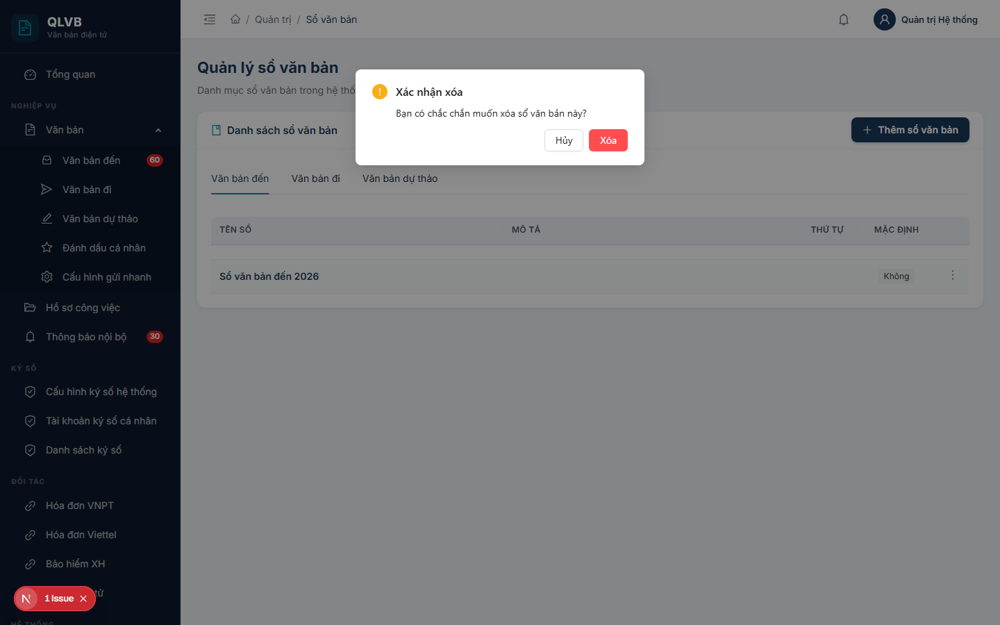 QLVB
Văn bản điện tử
Tổng quan
NGHIỆP VỤ
Văn bản
Văn bản đến 60
Văn bản đi
Văn bản dự thảo
Đánh dấu cá nhân
Cấu hình gửi nhanh
Hồ sơ công việc
Thông báo nội bộ 30
KÝ SỐ
Cấu hình ký số hệ thống
Tài khoản ký số cá nhân
Danh sách ký số
ĐỐI TÁC
Hóa đơn VNPT
Hóa đơn Viettel
Bảo hiểm XH
tử
1 Issue
HỆ THỐNG
/ Quản trị / Sổ văn bản
Quản trị Hệ thống
Quản lý sổ văn bản
Danh mục sổ văn bản trong hệ
Xác nhận xóa
Bạn có chắc chắn muốn xóa sổ văn bản này?
Hủy Xóa
Danh sách sổ văn bản
Thêm sổ văn bản
Văn bản đến Văn bản đi Văn bản dự thảo
TÊN SỔ MÔ TẢ THỨ TỰ MẶC ĐỊNH
Sổ văn bản đến 2026 Không